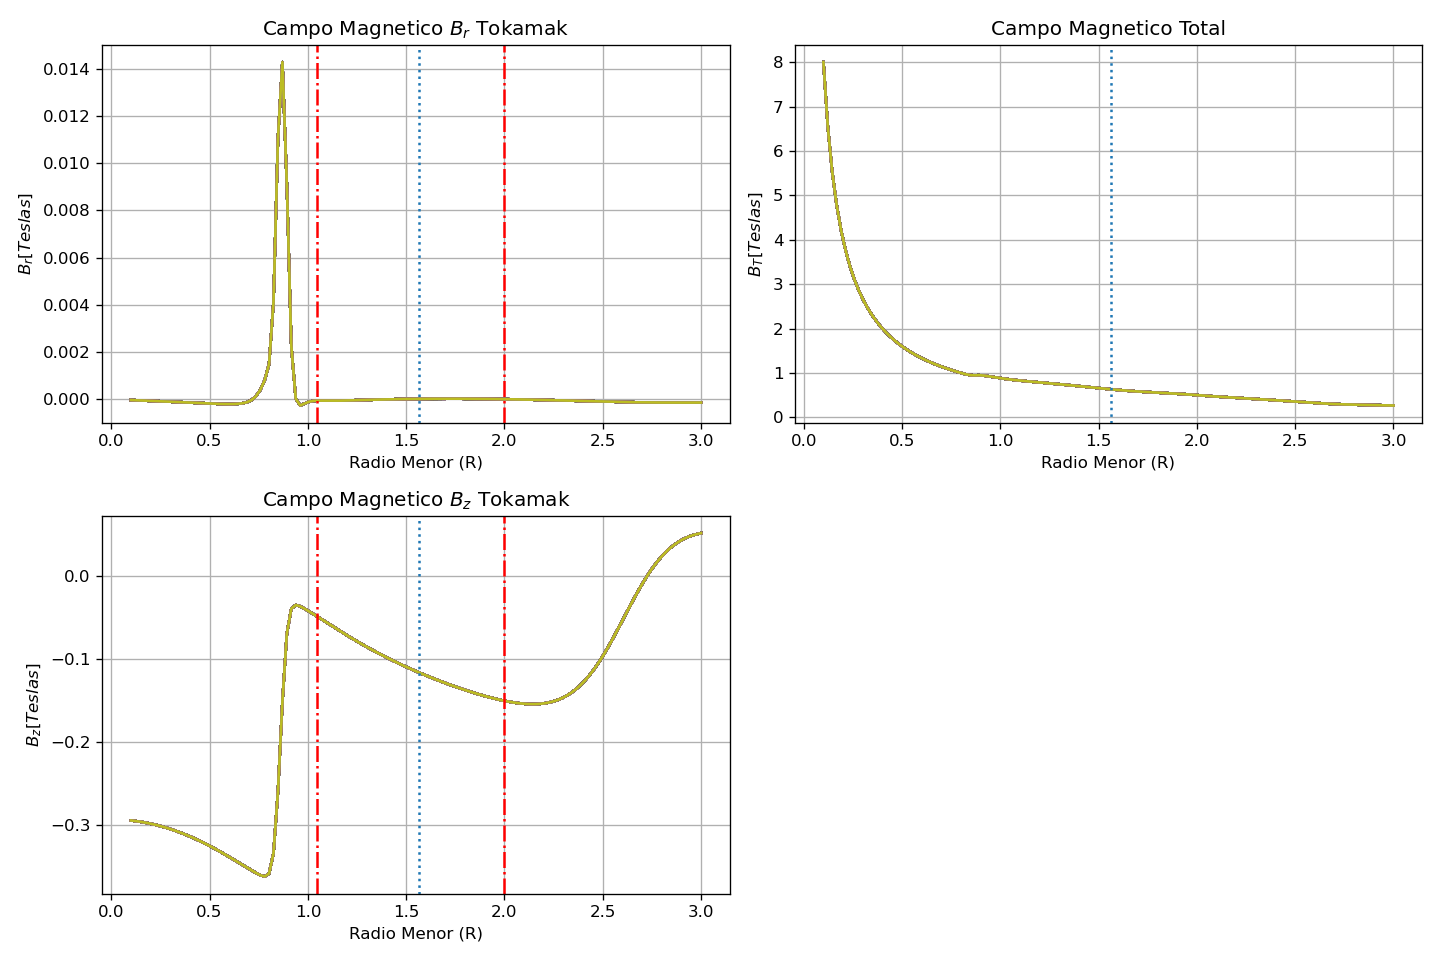 Campo Magnetico B_r Tokamak
0.014
0.012
0.010
0.008
0.006
0.004
0.002
0.000
B_r[Teslas]
0.0 0.5 1.0 1.5 2.0 2.5 3.0
Radio Menor (R)
Campo Magnetico Total
8
7
6
5
4
3
2
1
0
B_T[Teslas]
0.0 0.5 1.0 1.5 2.0 2.5 3.0
Radio Menor (R)
Campo Magnetico B_z Tokamak
0.0
−0.1
−0.2
−0.3
B_z[Teslas]
0.0 0.5 1.0 1.5 2.0 2.5 3.0
Radio Menor (R)